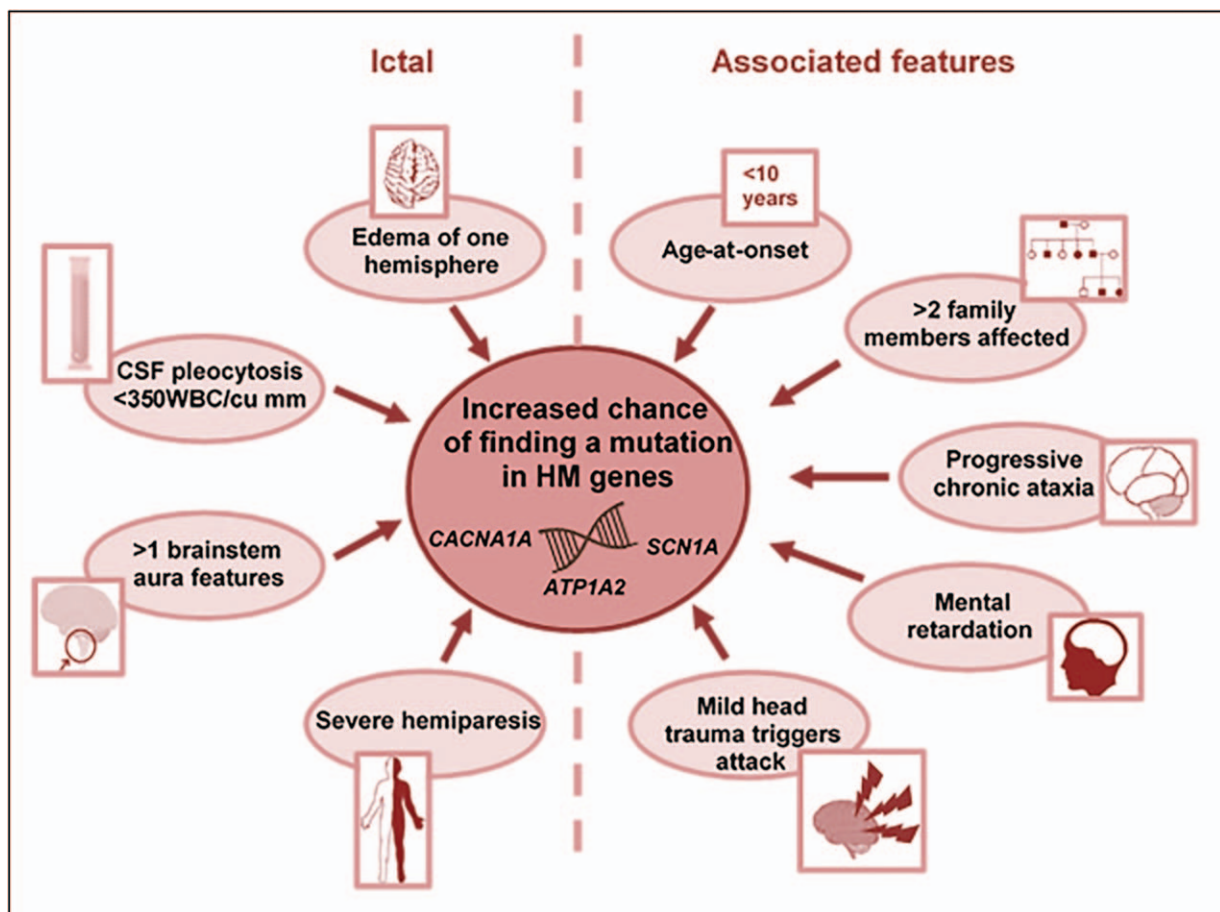 Ictal
Associated features
Edema of one
hemisphere
<10
years
Age-at-onset
>2 family
members affected
CSF pleocytosis
<350WBC/cu mm
Increased chance
of finding a mutation
in HM genes
CACNA1A
SCN1A
ATP1A2
Progressive
chronic ataxia
>1 brainstem
aura features
Mental
retardation
Severe hemiparesis
Mild head
trauma triggers
attack